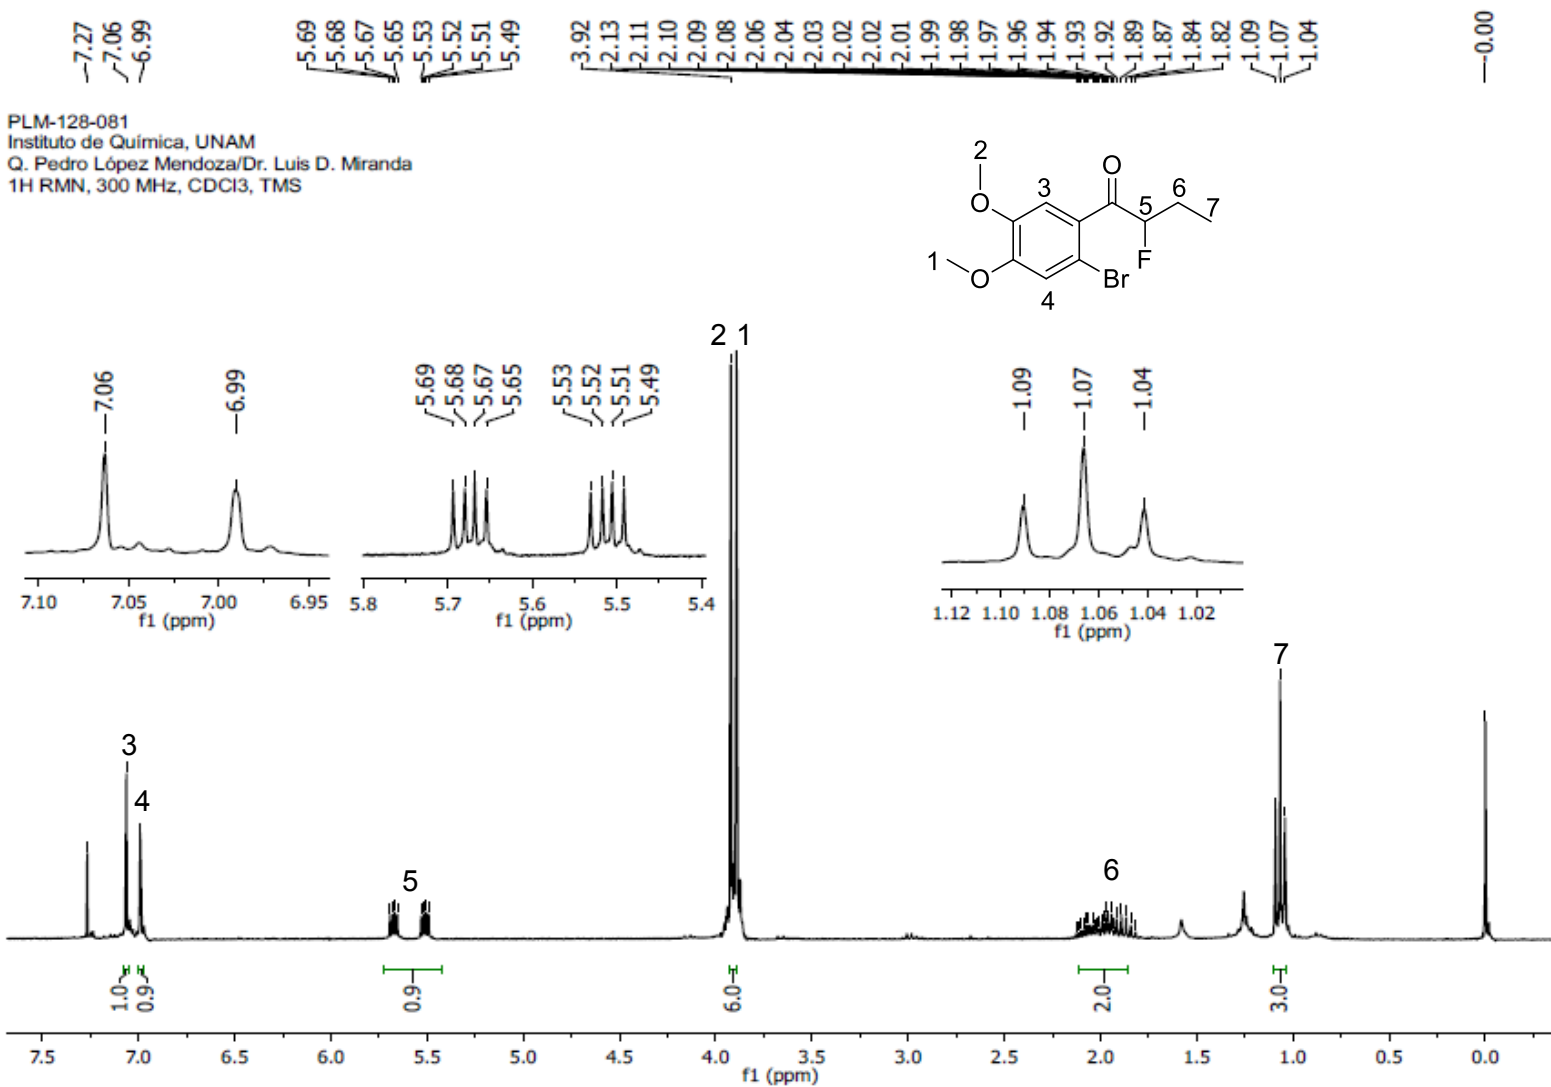 7.27 7.06 6.99 5.69 5.68 5.67 5.65 5.53 5.52 5.51 5.49 3.92 2.13 2.11 2.10 2.09 2.08 2.06 2.04 2.03 2.02 2.02 2.01 1.99 1.98 1.97 1.96 1.94 1.93 1.92 1.89 1.87 1.84 1.82 1.09 1.07 1.04 -0.00
PLM-128-081
Instituto de Química, UNAM
Q. Pedro López Mendoza/Dr. Luis D. Miranda
1H RMN, 300 MHz, CDCl3, TMS
2
O
3
6
O
5
7
1
F
O
Br
4
2 1
7.06 6.99
5.69 5.68 5.67 5.65 5.53 5.52 5.51 5.49
1.09 1.07 1.04
7.10 7.05 7.00 6.95
f1 (ppm)
5.8 5.7 5.6 5.5 5.4
f1 (ppm)
1.12 1.10 1.08 1.06 1.04 1.02
f1 (ppm)
7
3
4
5
6
1.0 0.9 0.9 6.0 2.0 3.0
7.5 7.0 6.5 6.0 5.5 5.0 4.5 4.0 3.5 3.0 2.5 2.0 1.5 1.0 0.5 0.0
f1 (ppm)